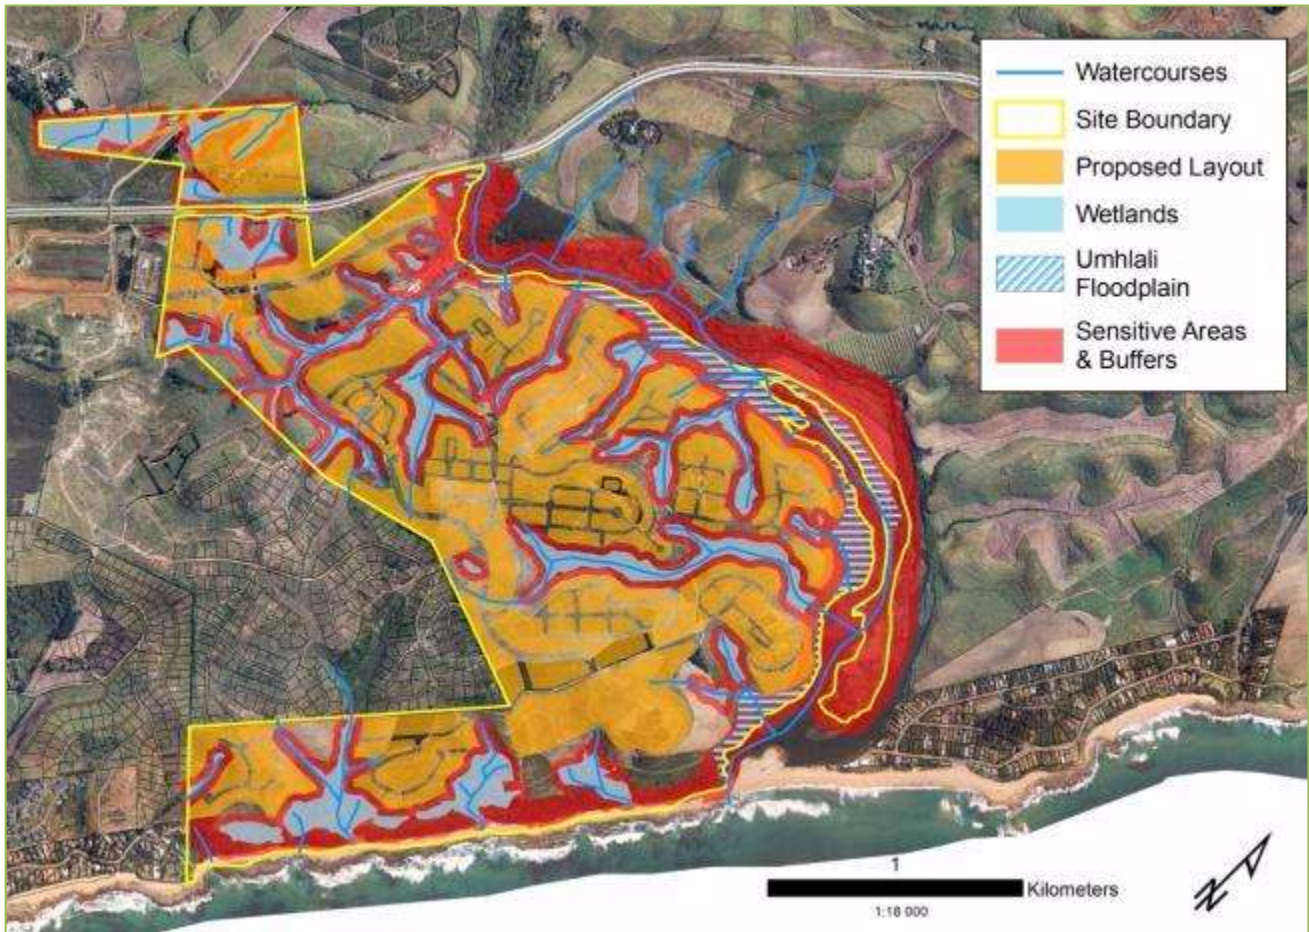 Watercourses
Site Boundary
Proposed Layout
Wetlands
Umhlali
Floodplain
Sensitive Areas
& Buffers
1
Kilometers
1:18 000
N